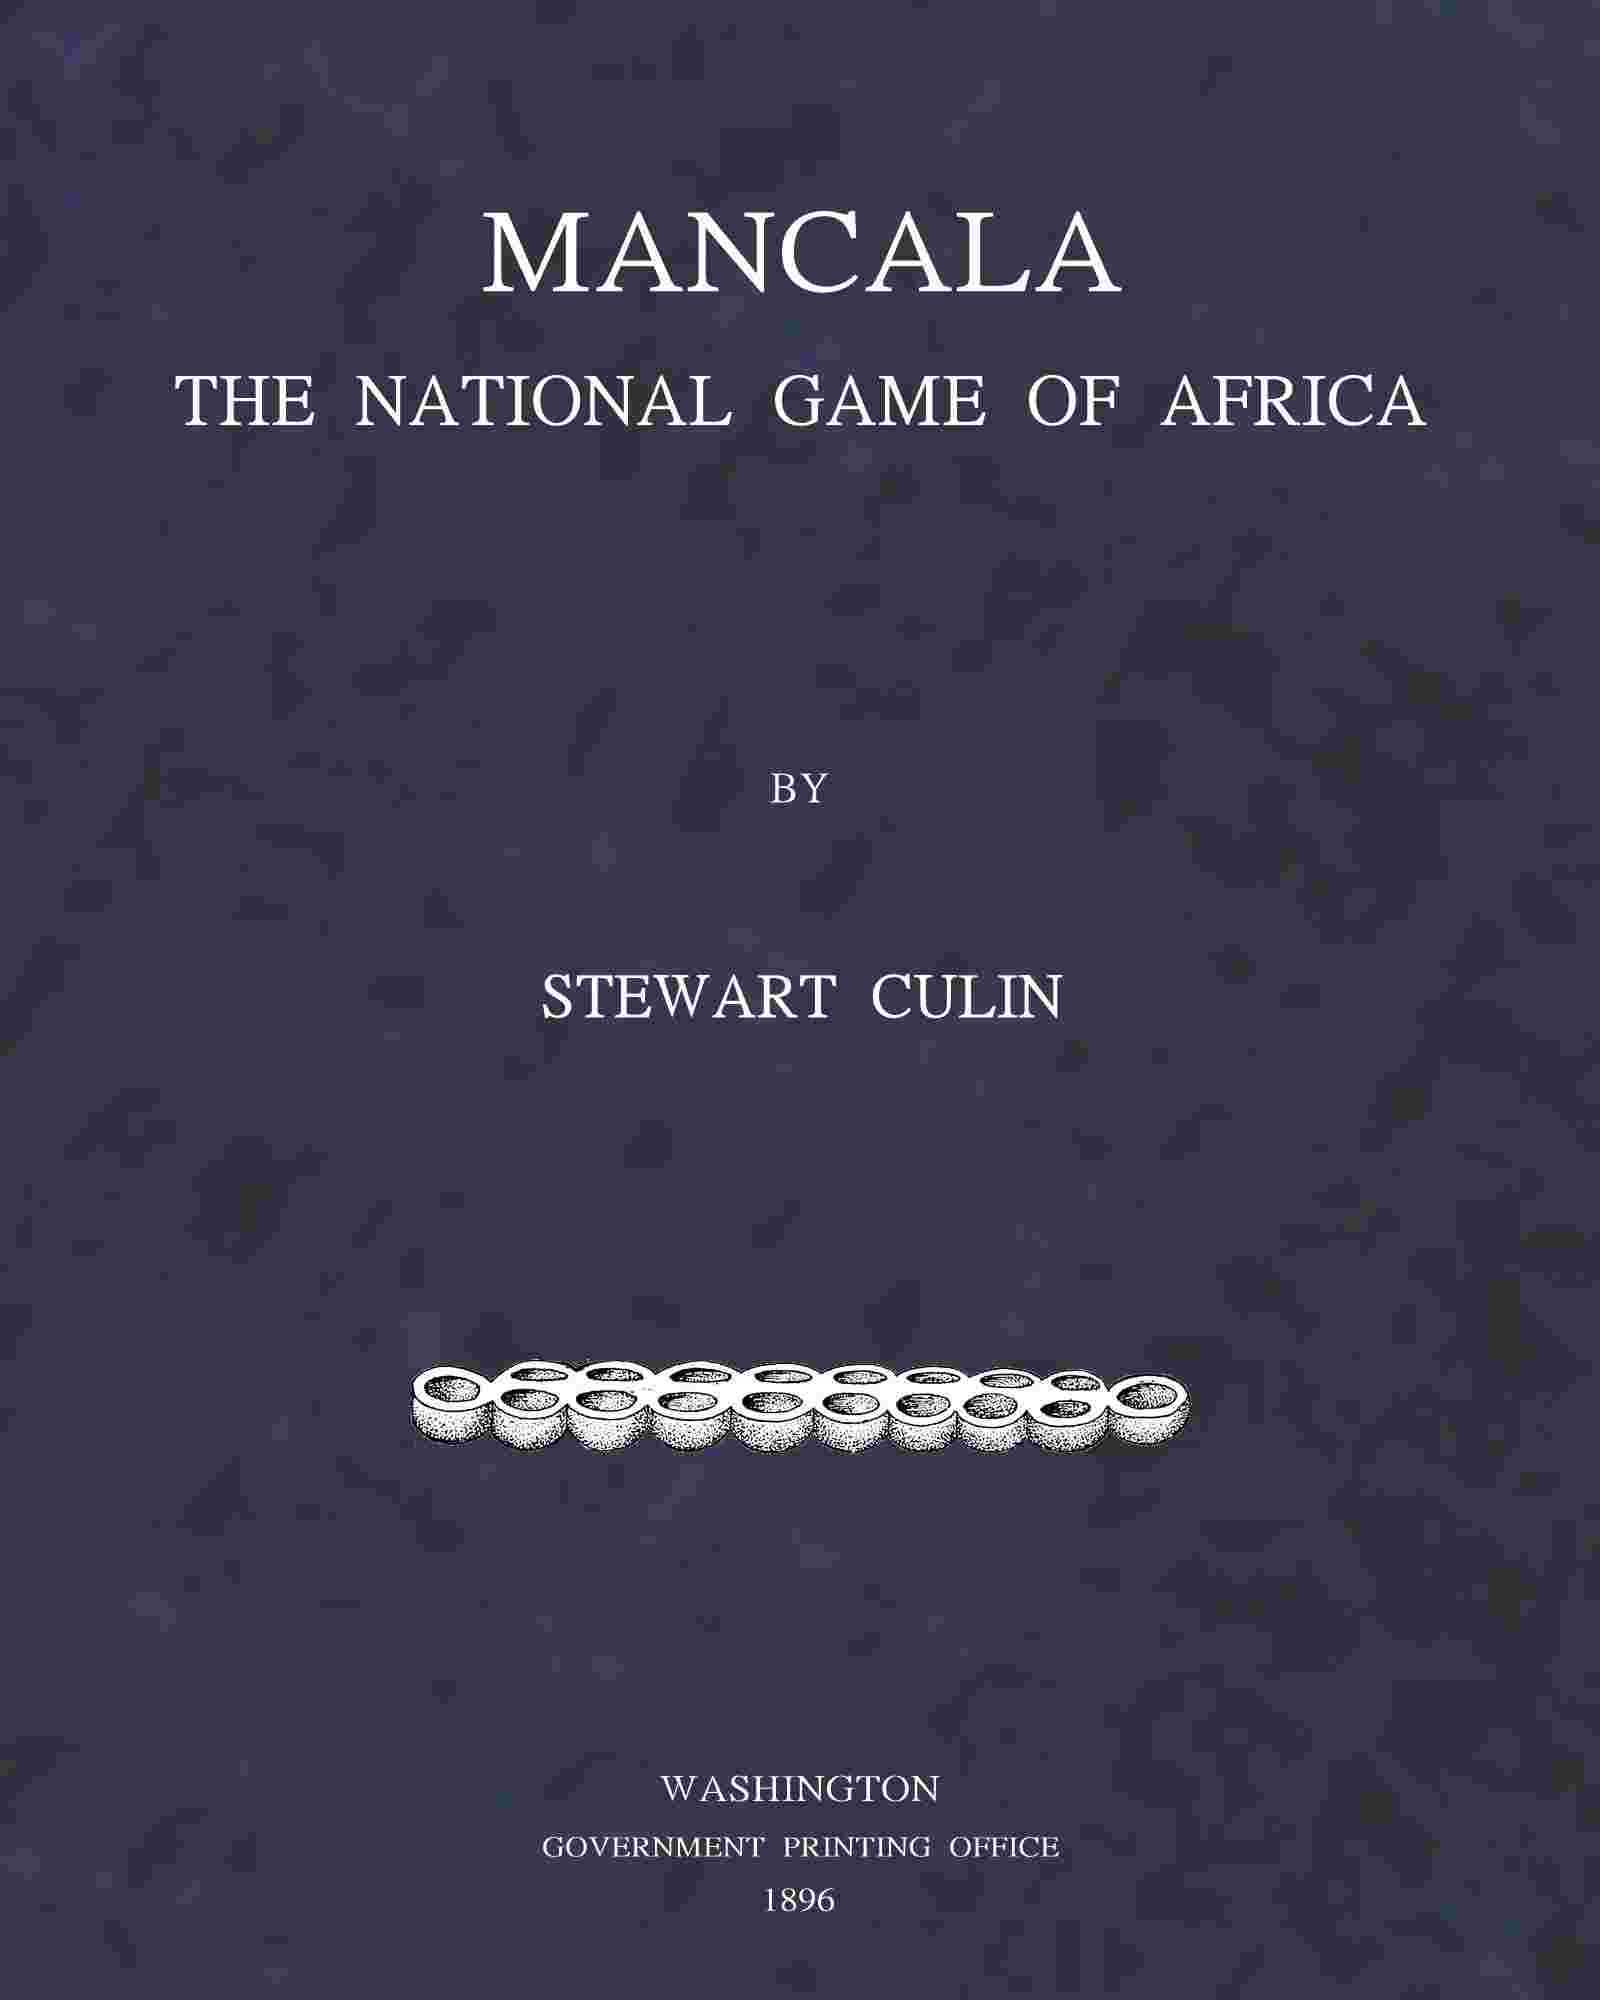 MANCALA
THE NATIONAL GAME OF AFRICA
BY
STEWART CULIN
WASHINGTON
GOVERNMENT PRINTING OFFICE
1896